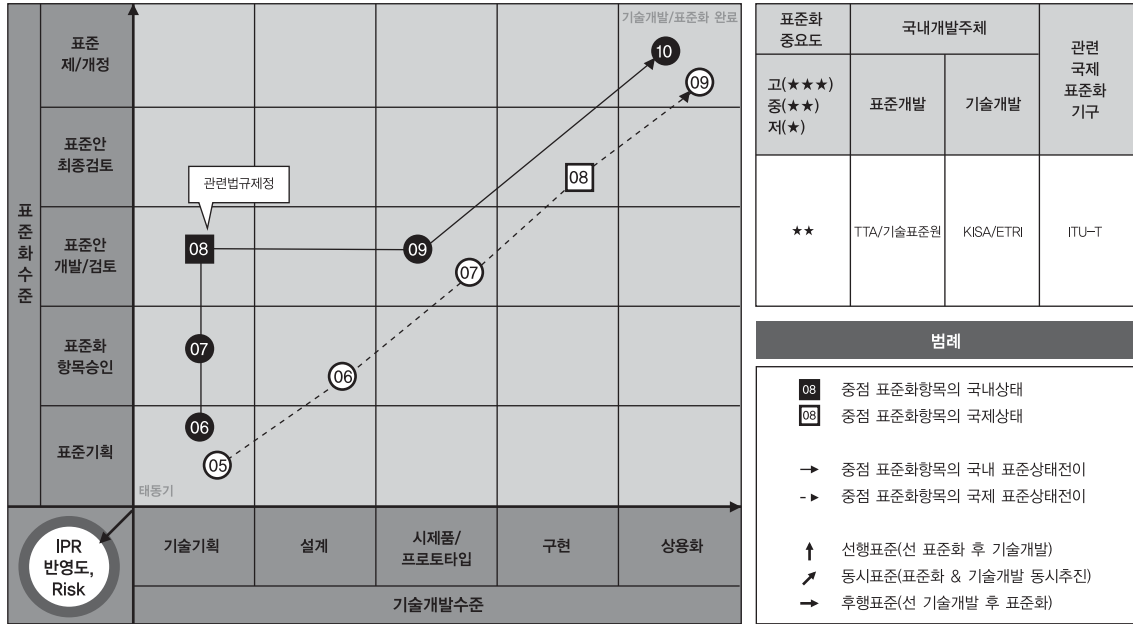 기술개발/표준화 완료
표준
제/개정
표준안
최종검토
표준안
개발/검토
표준화
항목승인
표준기획
표준화수준
10
09
08
관련법규제정
08
09
07
07
06
06
05
태동기
IPR
반영도,
Risk
기술기획
설계
시제품/
프로토타입
구현
상용화
기술개발수준
표준화
중요도
국내개발주체
관련
국제
표준화
기구
고(★★★)
중(★★)
저(★)
표준개발
기술개발
★★
TTA/기술표준원
KISA/ETRI
ITU-T
범례
08 중점 표준화항목의 국내상태
08 중점 표준화항목의 국제상태
중점 표준화항목의 국내 표준상태전이
중점 표준화항목의 국제 표준상태전이
선행표준(선 표준화 후 기술개발)
동시표준(표준화 & 기술개발 동시추진)
후행표준(선 기술개발 후 표준화)